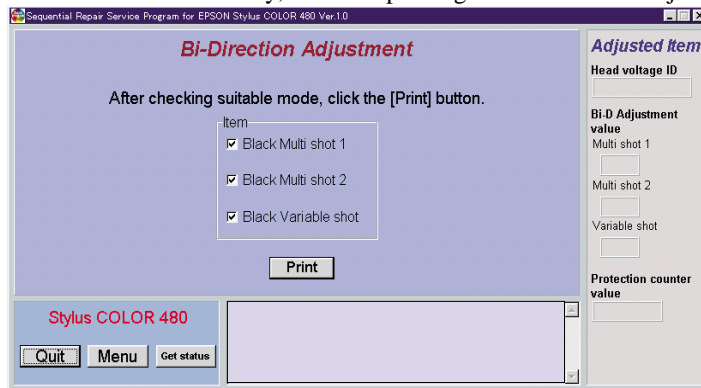 Sequential Repair Service Program for EPSON Stylus COLOR 480 Ver.1.0
Bi-Direction Adjustment
After checking suitable mode, click the [Print] button.
Item
Black Multi shot 1
Black Multi shot 2
Black Variable shot
Print
Stylus COLOR 480
Quit
Menu
Get status
Adjusted Item
Head voltage ID
Bi-D Adjustment
value
Multi shot 1
Multi shot 2
Variable shot
Protection counter
value